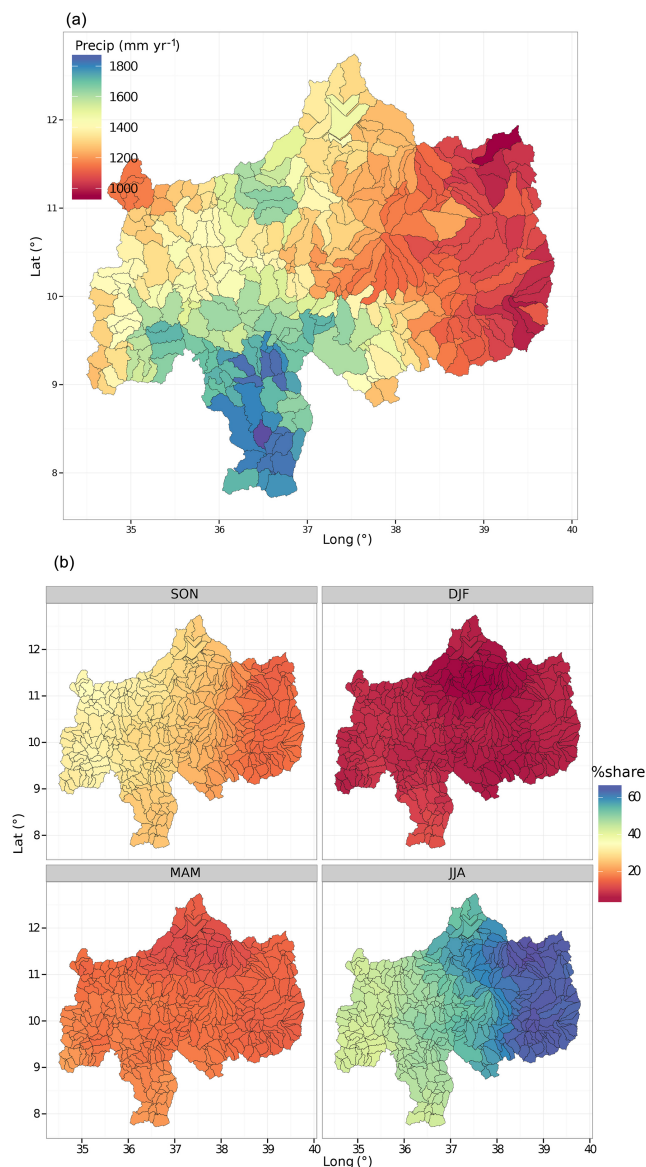 (a)
Precip (mm yr⁻¹)
1800
1600
1400
1200
1000
12
11
10
9
8
Lat (°)
35 36 37 38 39 40
Long (°)
(b)
SON DJF
12
11
10
9
8
%share
60
40
20
MAM JJA
12
11
10
9
8
Lat (°)
35 36 37 38 39 40 35 36 37 38 39 40
Long (°)